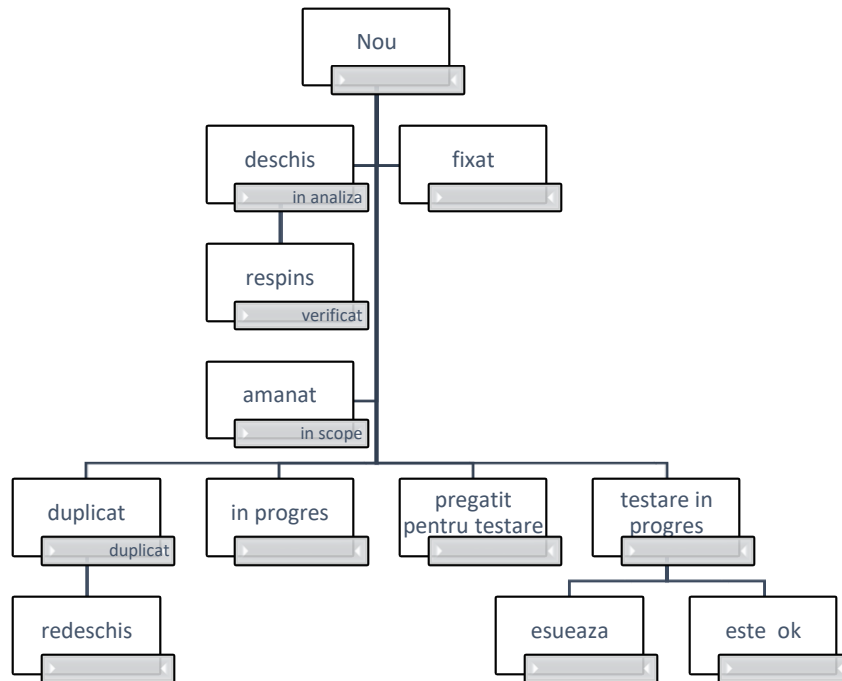 Nou
deschis
in analiza
fixat
respins
verificat
amanat
in scope
duplicat
duplicat
in progres
pregatit
pentru testare
testare in
progres
redeschis
esueaza
este ok